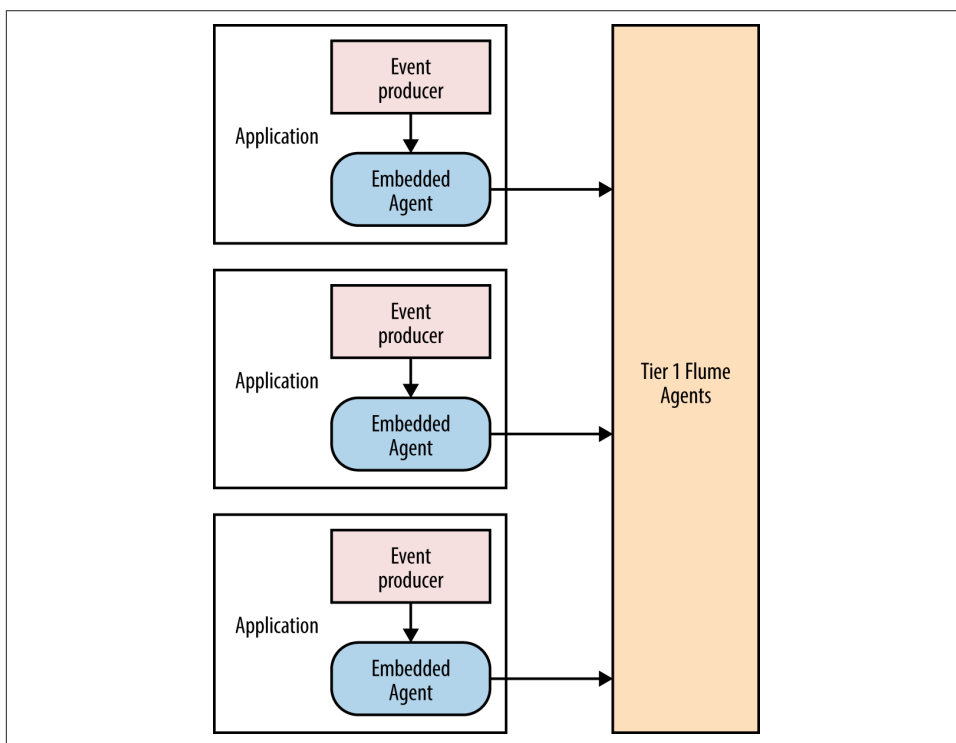 Event
producer
Application
Embedded
Agent
Event
producer
Application
Embedded
Agent
Tier 1 Flume
Agents
Event
producer
Application
Embedded
Agent